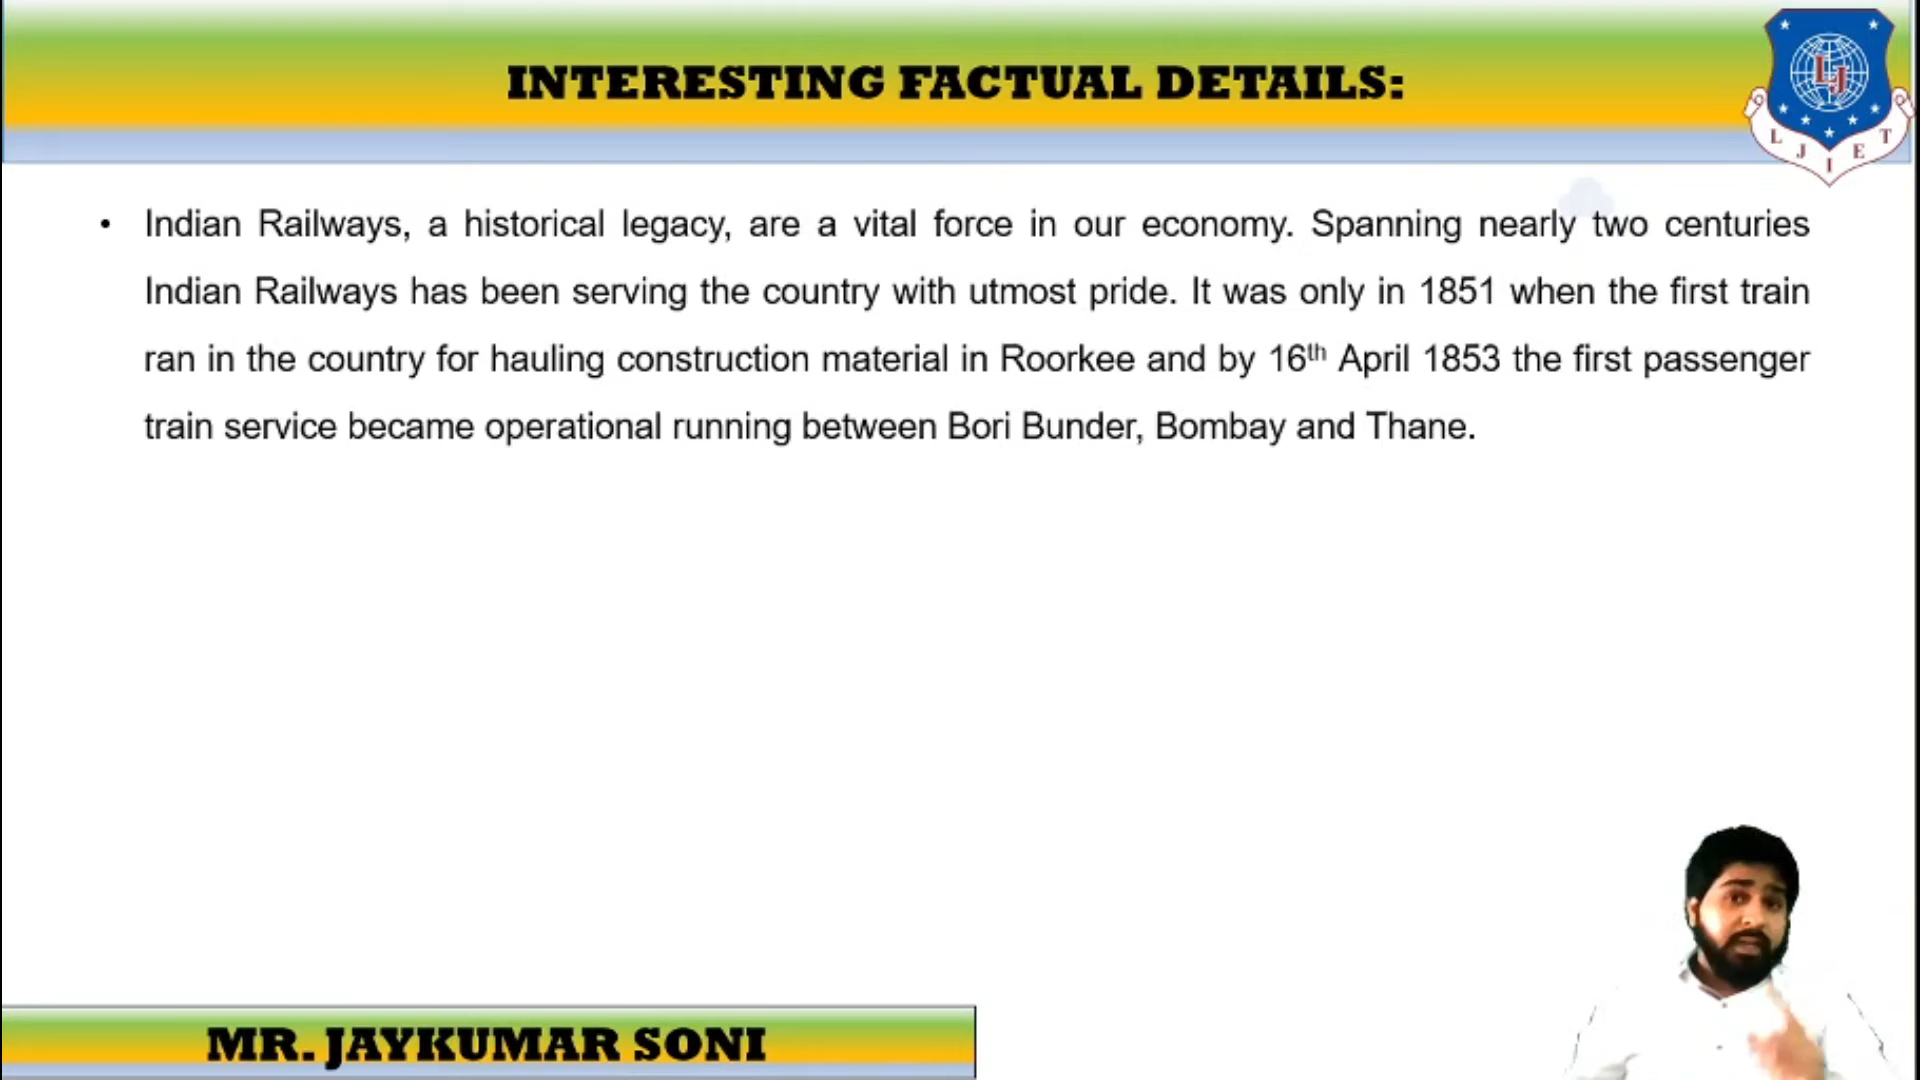 INTERESTING FACTUAL DETAILS:
LJ
L J I E T
• Indian Railways, a historical legacy, are a vital force in our economy. Spanning nearly two centuries
Indian Railways has been serving the country with utmost pride. It was only in 1851 when the first train
ran in the country for hauling construction material in Roorkee and by 16th April 1853 the first passenger
train service became operational running between Bori Bunder, Bombay and Thane.
MR. JAYKUMAR SONI